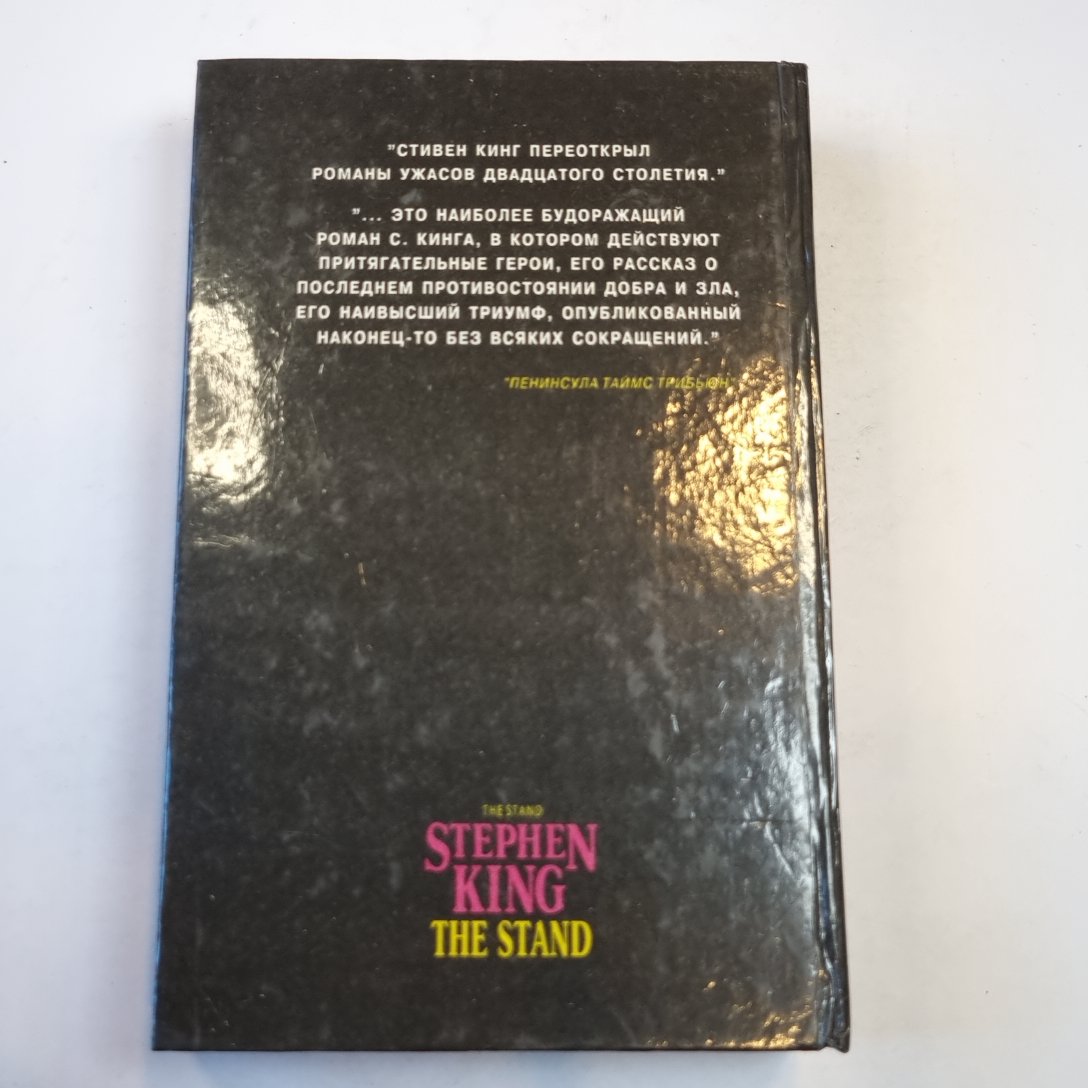 "СТИВЕН КИНГ ПЕРЕОТКРЫЛ
РОМАНЫ УЖАСОВ ДВАДЦАТОГО СТОЛЕТИЯ."
"... ЭТО НАИБОЛЕЕ БУДОРАЖАЩИЙ
РОМАН С. КИНГА, В КОТОРОМ ДЕЙСТВУЮТ
ПРИТЯГАТЕЛЬНЫЕ ГЕРОИ, ЕГО РАССКАЗ О
ПОСЛЕДНЕМ ПРОТИВОСТОЯНИИ ДОБРА И ЗЛА,
ЕГО НАИВЫСШИЙ ТРИУМФ, ОПУБЛИКОВАННЫЙ
НАКОНЕЦ-ТО БЕЗ ВСЯКИХ СОКРАЩЕНИЙ."
"ПЕНИНСУЛА ТАЙМС ТРИБЬЮН"
THE STAND
STEPHEN
KING
THE STAND